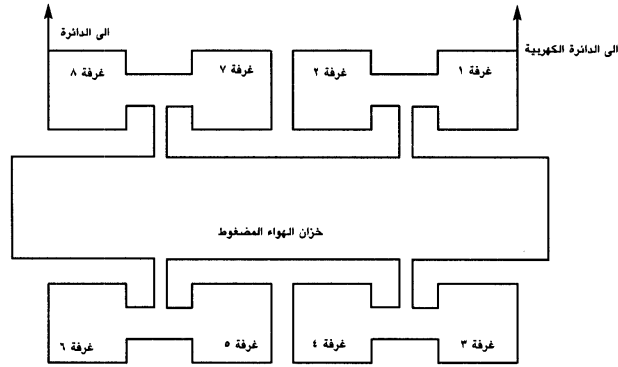 الى الدائرة
الى الدائرة الكهربية
غرفة ١
غرفة ٢
غرفة ٧
غرفة ٨
خزان الهواء المضغوط
غرفة ٣
غرفة ٤
غرفة ٥
غرفة ٦